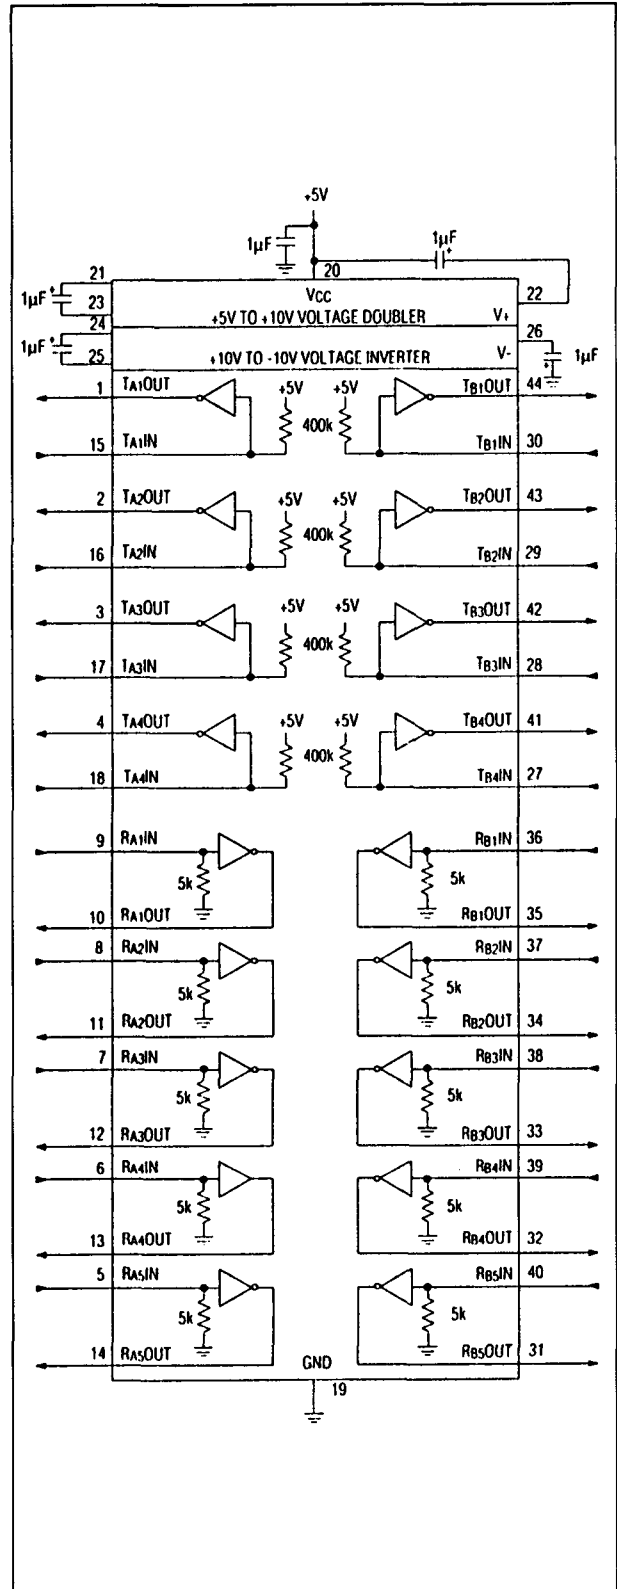 +5V
1µF
1µF
20
21
1µF
23
VCC
22
+5V TO +10V VOLTAGE DOUBLER
V+
24
1µF
25
+10V TO -10V VOLTAGE INVERTER
V-
26
1µF
1 TA1OUT +5V +5V TB1OUT 44
400k
15 TA1IN TB1IN 30
2 TA2OUT +5V +5V TB2OUT 43
400k
16 TA2IN TB2IN 29
3 TA3OUT +5V +5V TB3OUT 42
400k
17 TA3IN TB3IN 28
4 TA4OUT +5V +5V TB4OUT 41
400k
18 TA4IN TB4IN 27
9 RA1IN RB1IN 36
5k 5k
10 RA1OUT RB1OUT 35
8 RA2IN RB2IN 37
5k 5k
11 RA2OUT RB2OUT 34
7 RA3IN RB3IN 38
5k 5k
12 RA3OUT RB3OUT 33
6 RA4IN RB4IN 39
5k 5k
13 RA4OUT RB4OUT 32
5 RA5IN RB5IN 40
5k 5k
14 RA5OUT GND RB5OUT 31
19